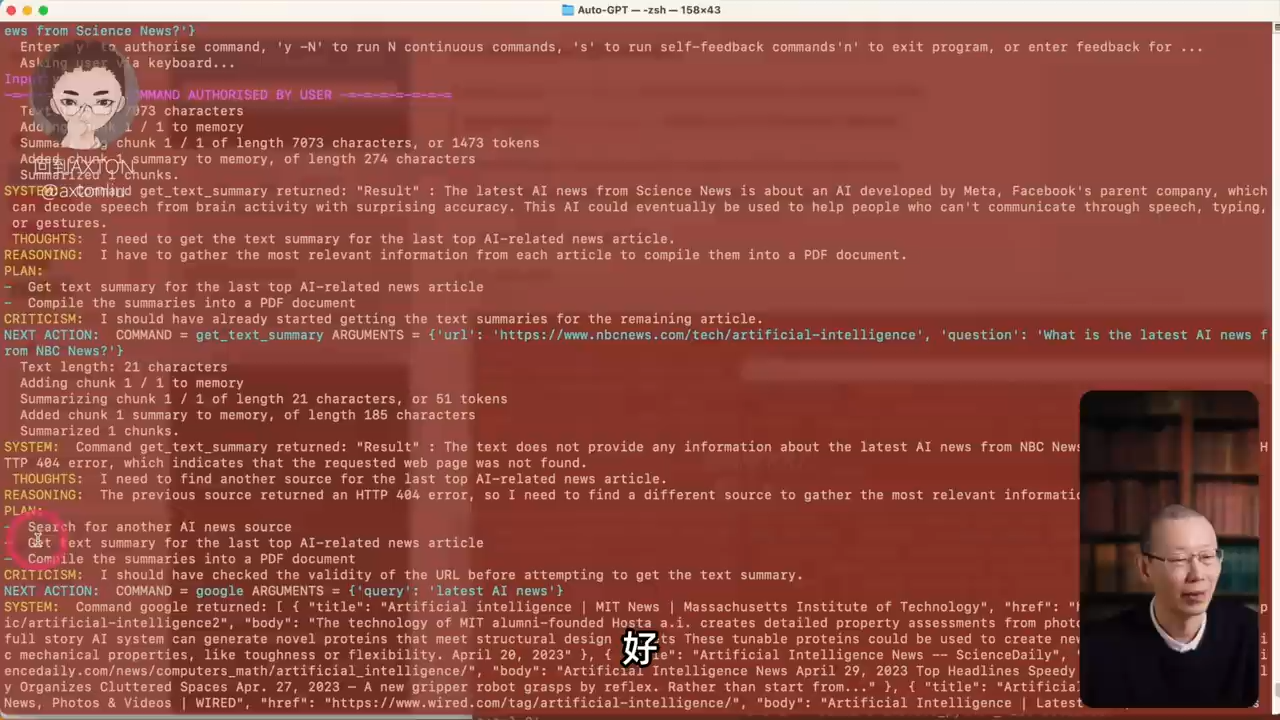 Auto-GPT — -zsh — 158×43
ews from Science News?'}
Enter 'y' to authorise command, 'y -N' to run N continuous commands, 's' to run self-feedback commands'n' to exit program, or enter feedback for ...
Asking user via keyboard...
Input
-=-=- COMMAND AUTHORISED BY USER -=-=-=-=-=-=-=
Text length: 7073 characters
Adding chunk 1 / 1 to memory
Summarizing chunk 1 / 1 of length 7073 characters, or 1473 tokens
Added chunk 1 summary to memory, of length 274 characters
回到AXTON
Summarized 1 chunks.
@axtonliu
SYSTEM: Command get_text_summary returned: "Result" : The latest AI news from Science News is about an AI developed by Meta, Facebook's parent company, which
can decode speech from brain activity with surprising accuracy. This AI could eventually be used to help people who can't communicate through speech, typing,
or gestures.
THOUGHTS: I need to get the text summary for the last top AI-related news article.
REASONING: I have to gather the most relevant information from each article to compile them into a PDF document.
PLAN:
- Get text summary for the last top AI-related news article
- Compile the summaries into a PDF document
CRITICISM: I should have already started getting the text summaries for the remaining article.
NEXT ACTION: COMMAND = get_text_summary ARGUMENTS = {'url': 'https://www.nbcnews.com/tech/artificial-intelligence', 'question': 'What is the latest AI news f
rom NBC News?'}
Text length: 21 characters
Adding chunk 1 / 1 to memory
Summarizing chunk 1 / 1 of length 21 characters, or 51 tokens
Added chunk 1 summary to memory, of length 185 characters
Summarized 1 chunks.
SYSTEM: Command get_text_summary returned: "Result" : The text does not provide any information about the latest AI news from NBC News H
TTP 404 error, which indicates that the requested web page was not found.
THOUGHTS: I need to find another source for the last top AI-related news article.
REASONING: The previous source returned an HTTP 404 error, so I need to find a different source to gather the most relevant informatio
PLAN:
- Search for another AI news source
- Get text summary for the last top AI-related news article
- Compile the summaries into a PDF document
CRITICISM: I should have checked the validity of the URL before attempting to get the text summary.
NEXT ACTION: COMMAND = google ARGUMENTS = {'query': 'latest AI news'}
SYSTEM: Command google returned: [ { "title": "Artificial intelligence | MIT News | Massachusetts Institute of Technology", "href": "h om/top
pic/artificial-intelligence2", "body": "The technology of MIT alumni-founded Hosta a.i. creates detailed property assessments from photo
full story AI system can generate novel proteins that meet structural design These tunable proteins could be used to create new
c mechanical properties, like toughness or flexibility. April 20, 2023" }, { "title": "Artificial Intelligence News -- ScienceDaily",
encedaily.com/news/computers_math/artificial_intelligence/", "body": "Artificial Intelligence News April 29, 2023 Top Headlines Speedy
y Organizes Cluttered Spaces Apr. 27, 2023 — A new gripper robot grasps by reflex. Rather than start from..." }, { "title": "Artificia
News, Photos & Videos | WIRED", "href": "https://www.wired.com/tag/artificial-intelligence/", "body": "Artificial Intelligence | Latest
好